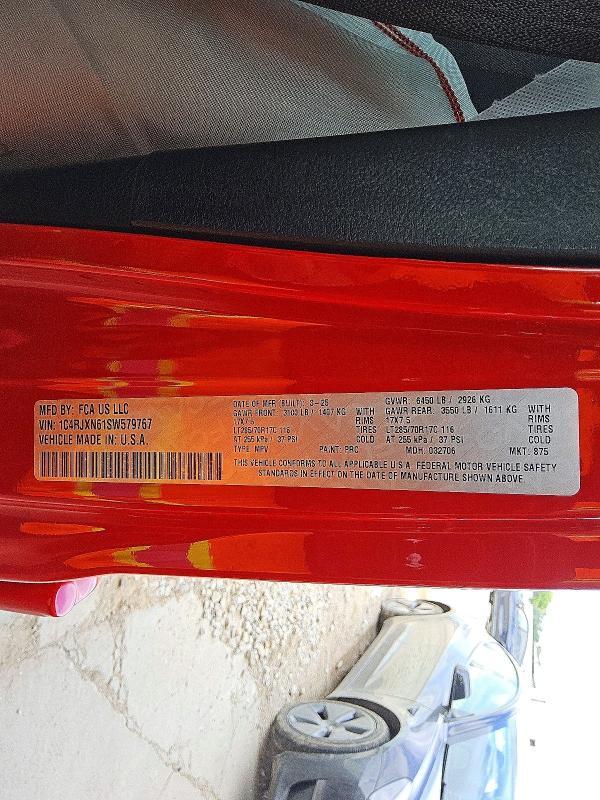 MFD BY: FCA US LLC
VIN: 1C4RJXN61SW579767
VEHICLE MADE IN: U.S.A.
DATE OF MFR (BUILT): 3-25
GAWR FRONT: 3100 LB / 1407 KG WITH
17X7.5 RIMS
LT285/70R17C 116 TIRES
AT 255 kPa / 37 PSI COLD
TYPE: MPV PAINT: PRC
GVWR: 6450 LB / 2926 KG
GAWR REAR: 3550 LB / 1611 KG WITH
17X7.5 RIMS
LT285/70R17C 116 TIRES
AT 255 kPa / 37 PSI COLD
MDH: 032706 MKT: 875
THIS VEHICLE CONFORMS TO ALL APPLICABLE U.S.A. FEDERAL MOTOR VEHICLE SAFETY
STANDARDS IN EFFECT ON THE DATE OF MANUFACTURE SHOWN ABOVE.